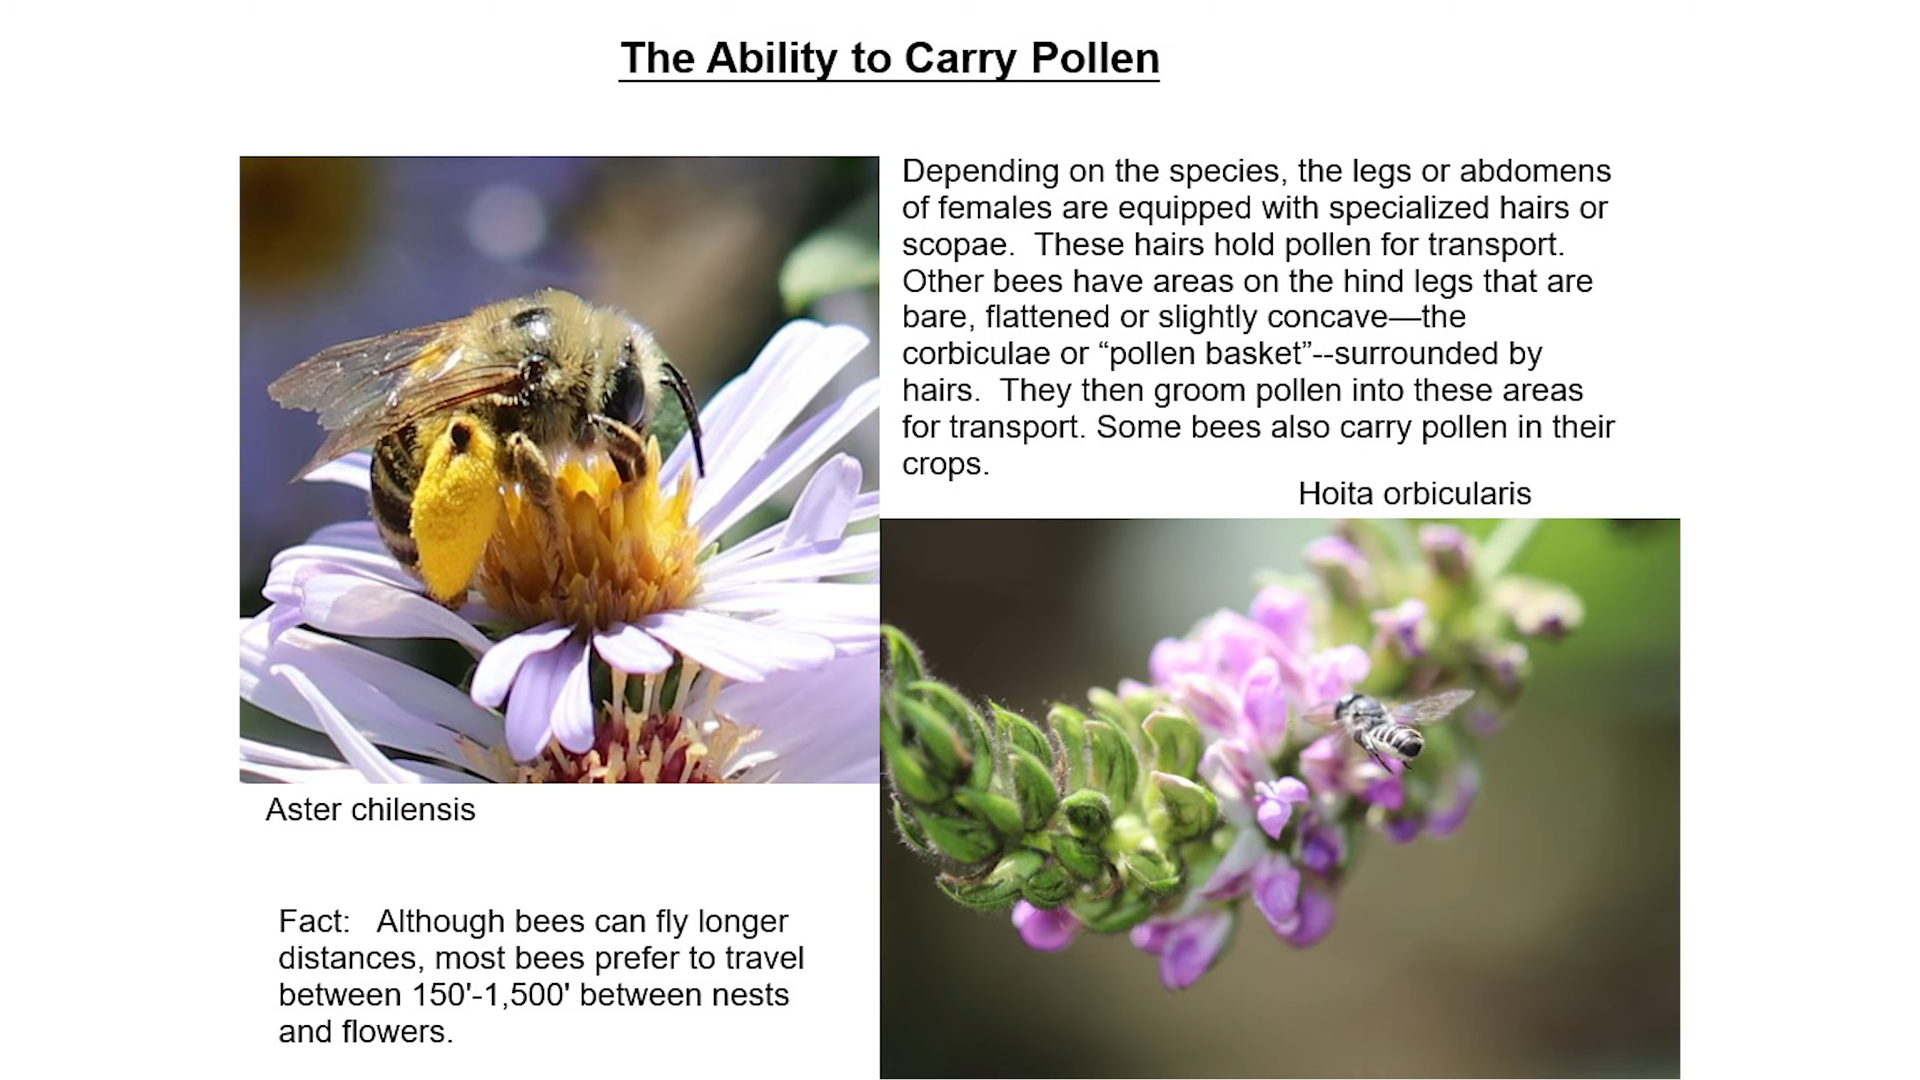 The Ability to Carry Pollen
Depending on the species, the legs or abdomens
of females are equipped with specialized hairs or
scopae.  These hairs hold pollen for transport.
Other bees have areas on the hind legs that are
bare, flattened or slightly concave—the
corbiculae or “pollen basket”--surrounded by
hairs.  They then groom pollen into these areas
for transport. Some bees also carry pollen in their
crops.
Hoita orbicularis
Aster chilensis
Fact:   Although bees can fly longer
distances, most bees prefer to travel
between 150'-1,500' between nests
and flowers.